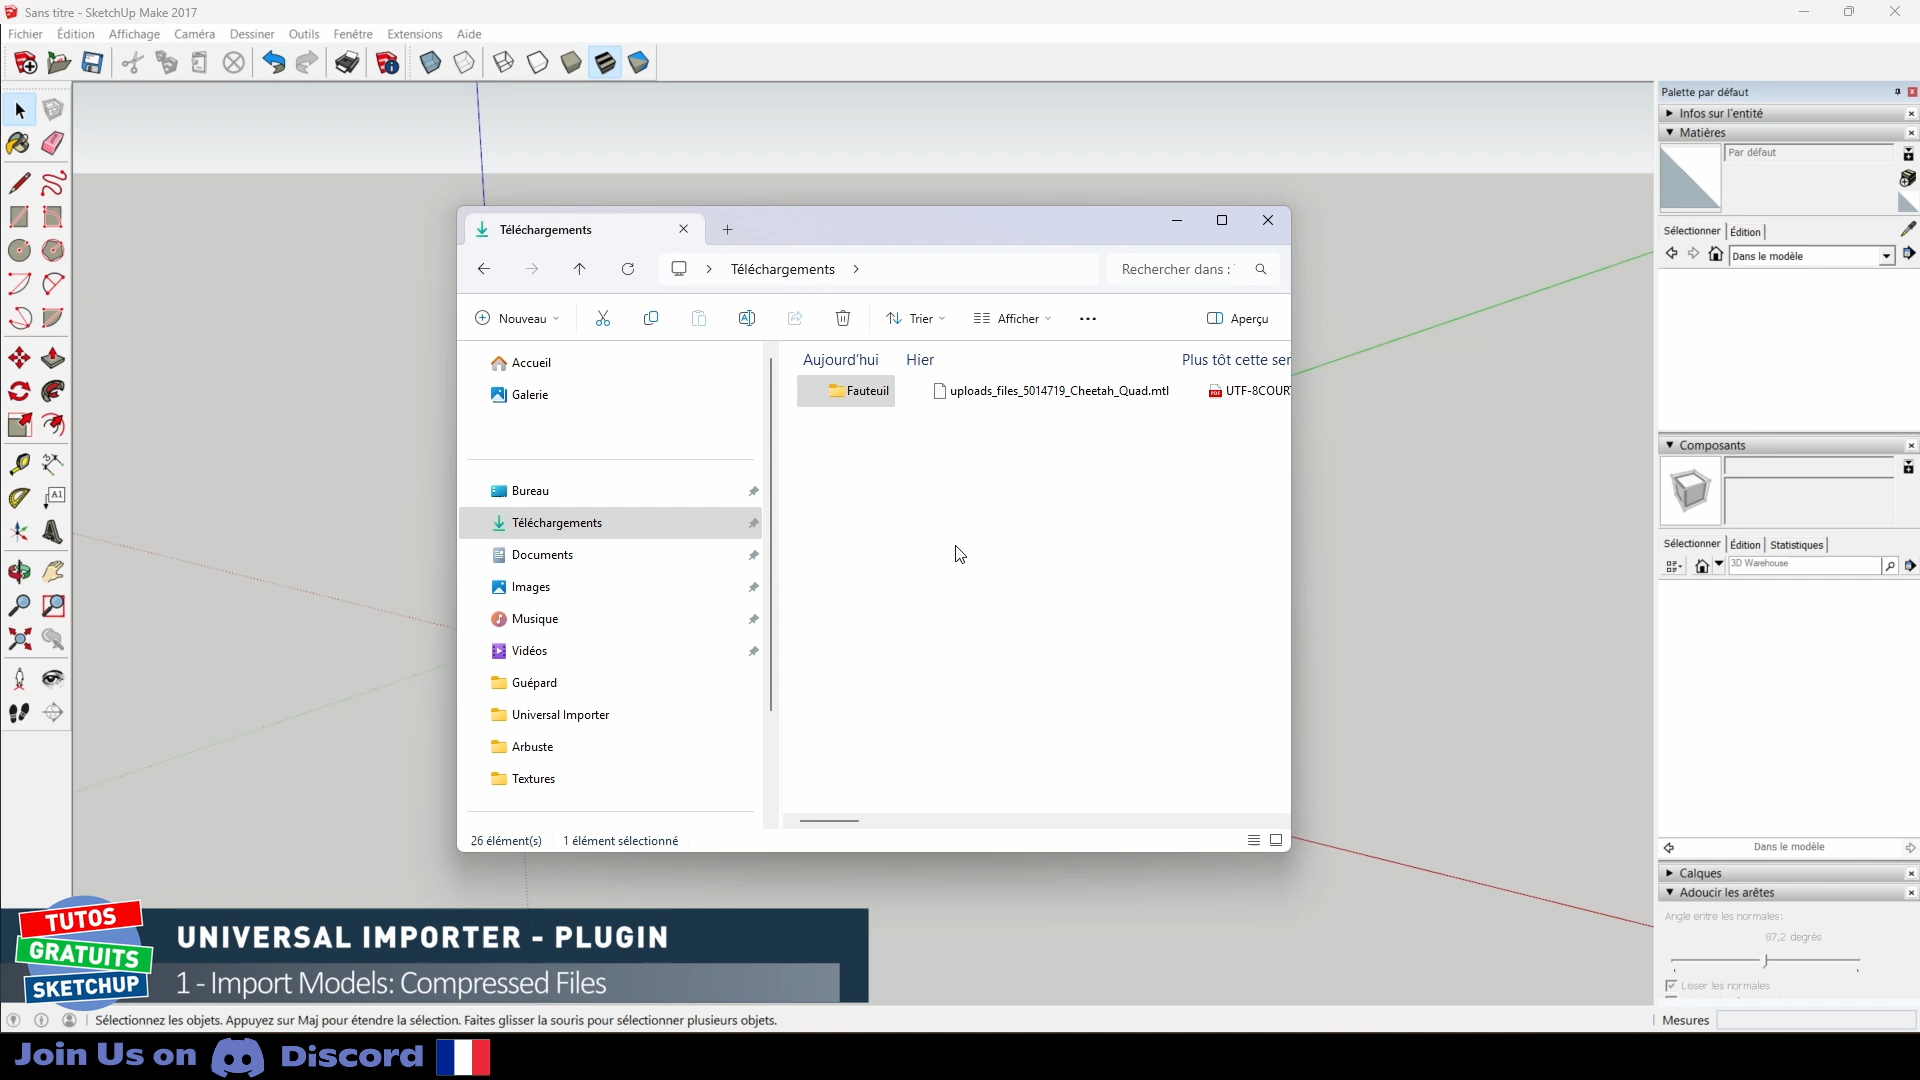 Sans titre - SketchUp Make 2017
Fichier Édition Affichage Caméra Dessiner Outils Fenêtre Extensions Aide
Palette par défaut
Infos sur l'entité
Matières
Par défaut
Sélectionner Édition
Dans le modèle
Téléchargements
Téléchargements
Rechercher dans :
Nouveau Trier Afficher Aperçu
Accueil
Galerie
Bureau
Téléchargements
Documents
Images
Musique
Vidéos
Guépard
Universal Importer
Arbuste
Textures
Aujourd'hui Hier Plus tôt cette ser
Fauteuil uploads_files_5014719_Cheetah_Quad.mtl UTF-8COUR
26 élément(s) 1 élément sélectionné
A1
Composants
Sélectionner Édition Statistiques
3D Warehouse
Dans le modèle
Calques
Adoucir les arêtes
Angle entre les normales:
87,2 degrés
Lisser les normales
TUTOS
GRATUITS
SKETCHUP
UNIVERSAL IMPORTER - PLUGIN
1 - Import Models: Compressed Files
Sélectionnez les objets. Appuyez sur Maj pour étendre la sélection. Faites glisser la souris pour sélectionner plusieurs objets.
Mesures
Join Us on Discord